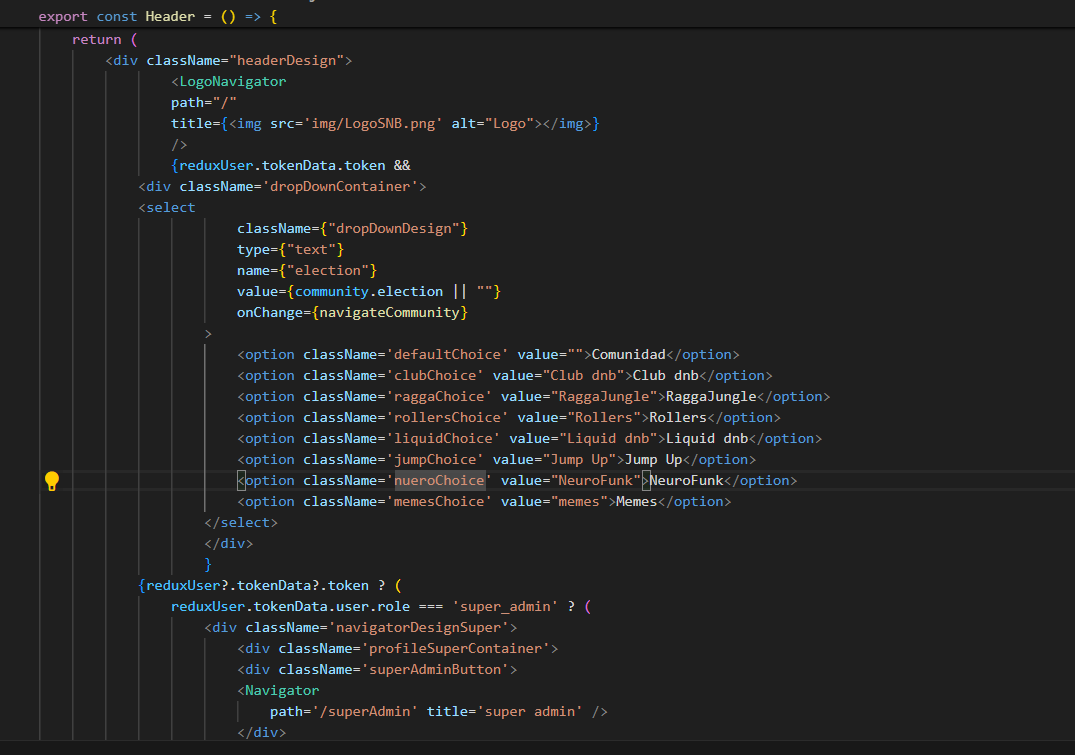 export const Header = () => {
return (
<div className="headerDesign">
<LogoNavigator
path="/"
title={<img src='img/LogoSNB.png' alt="Logo"></img>}
/>
{reduxUser.tokenData.token &&
<div className='dropDownContainer'>
<select
className={"dropDownDesign"}
type={"text"}
name={"election"}
value={community.election || ""}
onChange={navigateCommunity}
>
<option className='defaultChoice' value="">Comunidad</option>
<option className='clubChoice' value="Club dnb">Club dnb</option>
<option className='raggaChoice' value="RaggaJungle">RaggaJungle</option>
<option className='rollersChoice' value="Rollers">Rollers</option>
<option className='liquidChoice' value="Liquid dnb">Liquid dnb</option>
<option className='jumpChoice' value="Jump Up">Jump Up</option>
<option className='nueroChoice' value="NeuroFunk">NeuroFunk</option>
<option className='memesChoice' value="memes">Memes</option>
</select>
</div>
}
{reduxUser?.tokenData?.token ? (
reduxUser.tokenData.user.role === 'super_admin' ? (
<div className='navigatorDesignSuper'>
<div className='profileSuperContainer'>
<div className='superAdminButton'>
<Navigator
path='/superAdmin' title='super admin' />
</div>